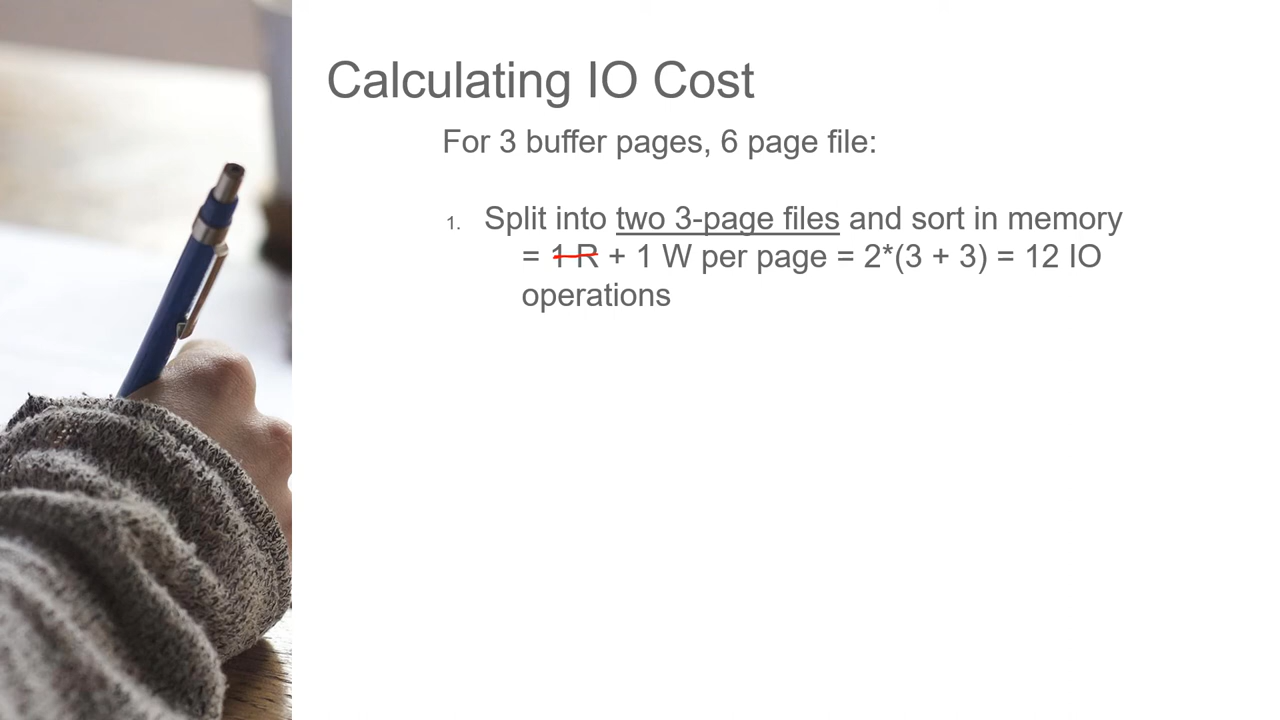 Calculating IO Cost
For 3 buffer pages, 6 page file:
1. Split into two 3-page files and sort in memory
= 1 R + 1 W per page = 2*(3 + 3) = 12 IO
operations